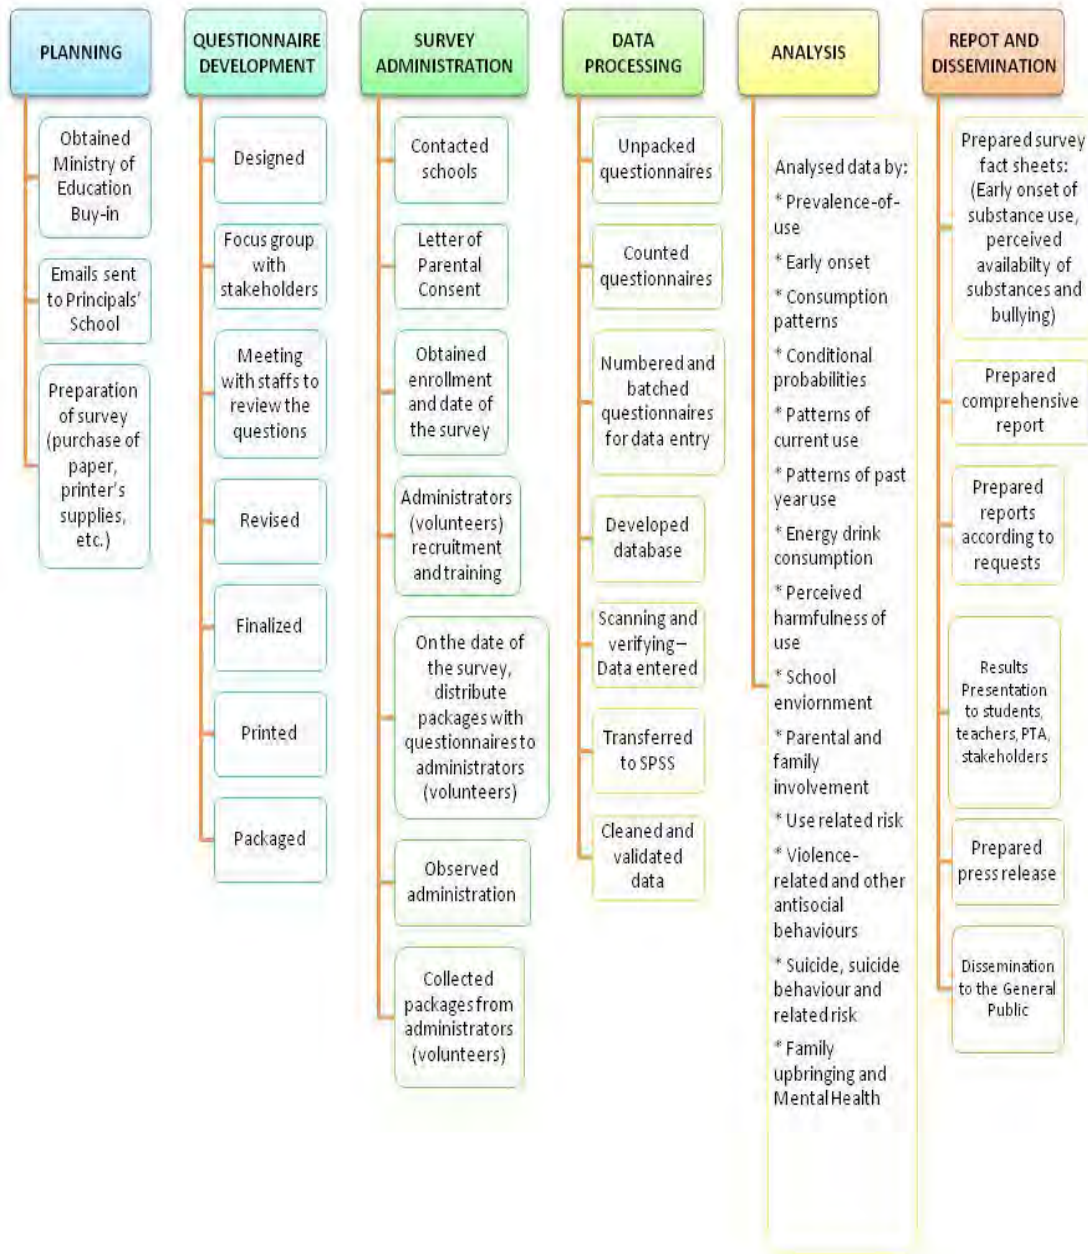 PLANNING
Obtained
Ministry of
Education
Buy-in
Emails sent
to Principals’
School
Preparation
of survey
(purchase of
paper,
printer’s
supplies,
etc.)
QUESTIONNAIRE
DEVELOPMENT
Designed
Focus group
with
stakeholders
Meeting
with staffs to
review the
questions
Revised
Finalized
Printed
Packaged
SURVEY
ADMINISTRATION
Contacted
schools
Letter of
Parental
Consent
Obtained
enrollment
and date of
the survey
Administrators
(volunteers)
recruitment
and training
On the date of
the survey,
distribute
packages with
questionnaires to
administrators
(volunteers)
Observed
administration
Collected
packages from
administrators
(volunteers)
DATA
PROCESSING
Unpacked
questionnaires
Counted
questionnaires
Numbered and
batched
questionnaires
for data entry
Developed
database
Scanning and
verifying–
Data entered
Transferred
to SPSS
Cleaned and
validated
data
ANALYSIS
Analysed data by:
* Prevalence-of-
use
* Early onset
* Consumption
patterns
* Conditional
probabilities
* Patterns of
current use
* Patterns of past
year use
* Energy drink
consumption
* Perceived
harmfulness of
use
* School
enviornment
* Parental and
family
involvement
* Use related risk
* Violence-
related and other
antisocial
behaviours
* Suicide, suicide
behaviour and
related risk
* Family
upbringing and
Mental Health
REPOT AND
DISSEMINATION
Prepared survey
fact sheets:
(Early onset of
substance use,
perceived
availabilty of
substances and
bullying)
Prepared
comprehensive
report
Prepared
reports
according to
requests
Results
Presentation
to students,
teachers, PTA,
stakeholders
Prepared
press release
Dissemination
to the General
Public